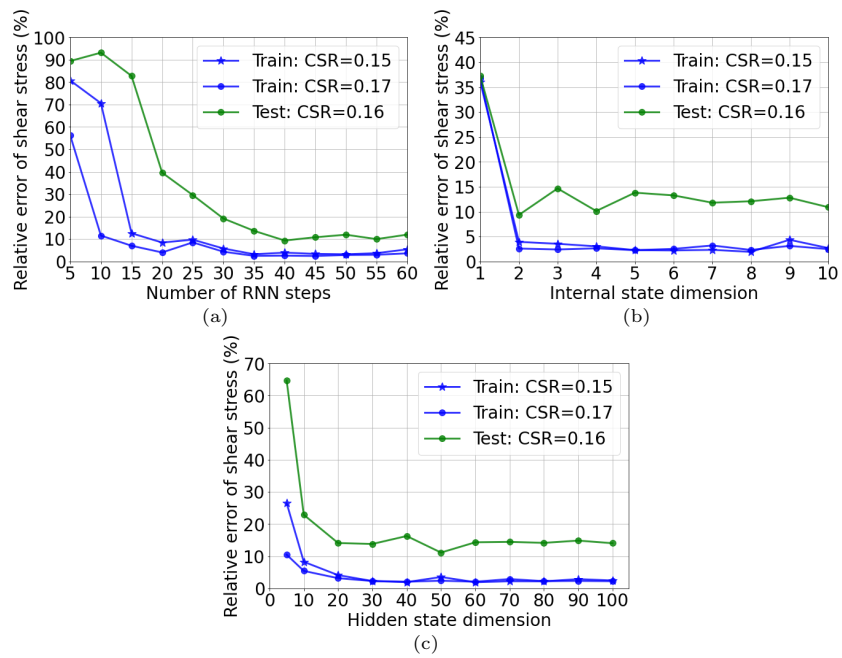 Relative error of shear stress (%)
100
90
80
70
60
50
40
30
20
10
0
Train: CSR=0.15
Train: CSR=0.17
Test: CSR=0.16
5 10 15 20 25 30 35 40 45 50 55 60
Number of RNN steps
(a)
Relative error of shear stress (%)
45
40
35
30
25
20
15
10
5
0
Train: CSR=0.15
Train: CSR=0.17
Test: CSR=0.16
1 2 3 4 5 6 7 8 9 10
Internal state dimension
(b)
Relative error of shear stress (%)
70
60
50
40
30
20
10
0
Train: CSR=0.15
Train: CSR=0.17
Test: CSR=0.16
0 10 20 30 40 50 60 70 80 90 100
Hidden state dimension
(c)